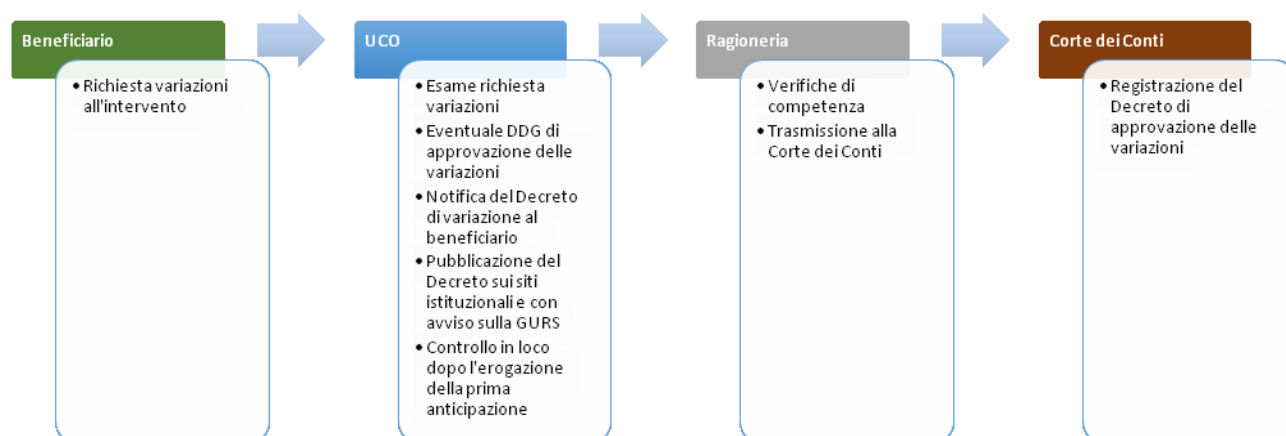 Beneficiario
• Richiesta variazioni
all'intervento
UCO
• Esame richiesta
variazioni
• Eventuale DDG di
approvazione delle
variazioni
• Notifica del Decreto
di variazione al
beneficiario
• Pubblicazione del
Decreto sui siti
istituzionali e con
avviso sulla GURS
• Controllo in loco
dopo l'erogazione
della prima
anticipazione
Ragioneria
• Verifiche di
competenza
• Trasmissione alla
Corte dei Conti
Corte dei Conti
• Registrazione del
Decreto di
approvazione delle
variazioni